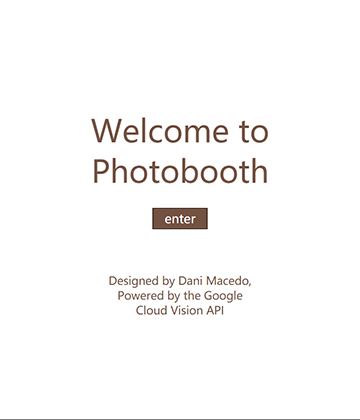 Welcome to
Photobooth
enter
Designed by Dani Macedo,
Powered by the Google
Cloud Vision API